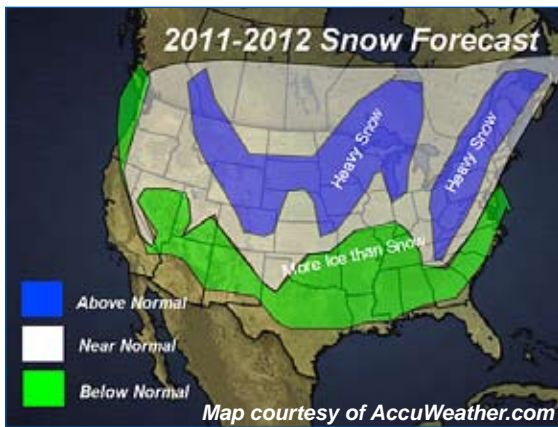 2011-2012 Snow Forecast
Heavy Snow
Heavy Snow
More Ice than Snow
Above Normal
Near Normal
Below Normal
Map courtesy of AccuWeather.com